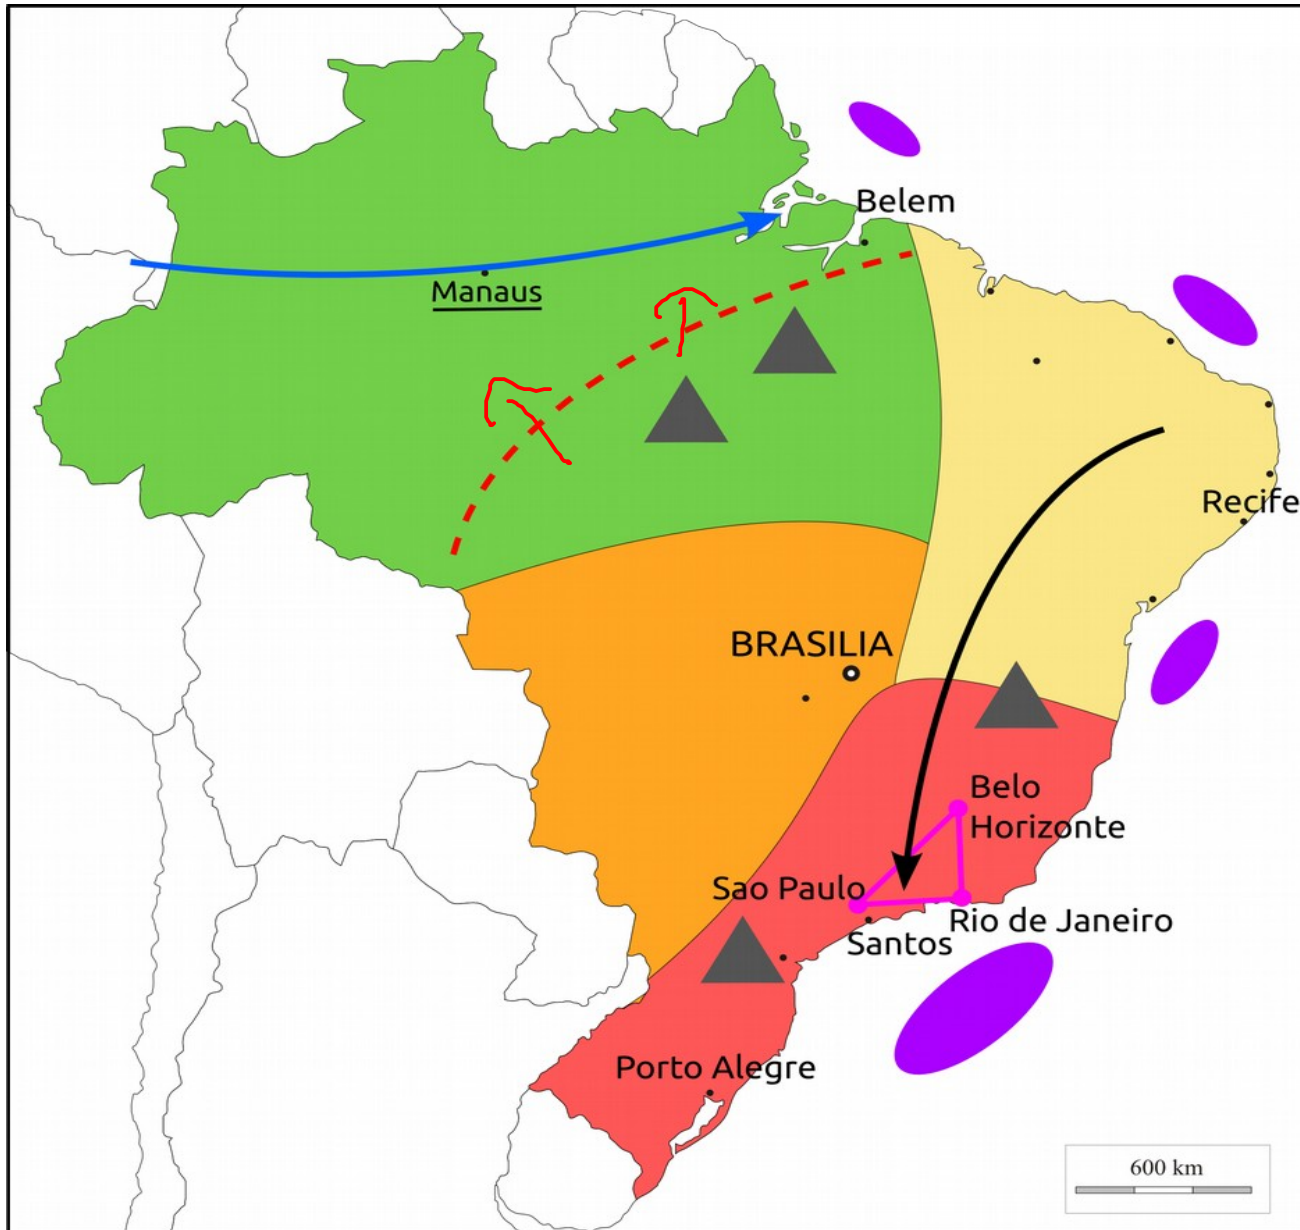 Belem
Manaus
Recife
BRASILIA
Belo
Horizonte
Sao Paulo
Rio de Janeiro
Santos
Porto Alegre
600 km